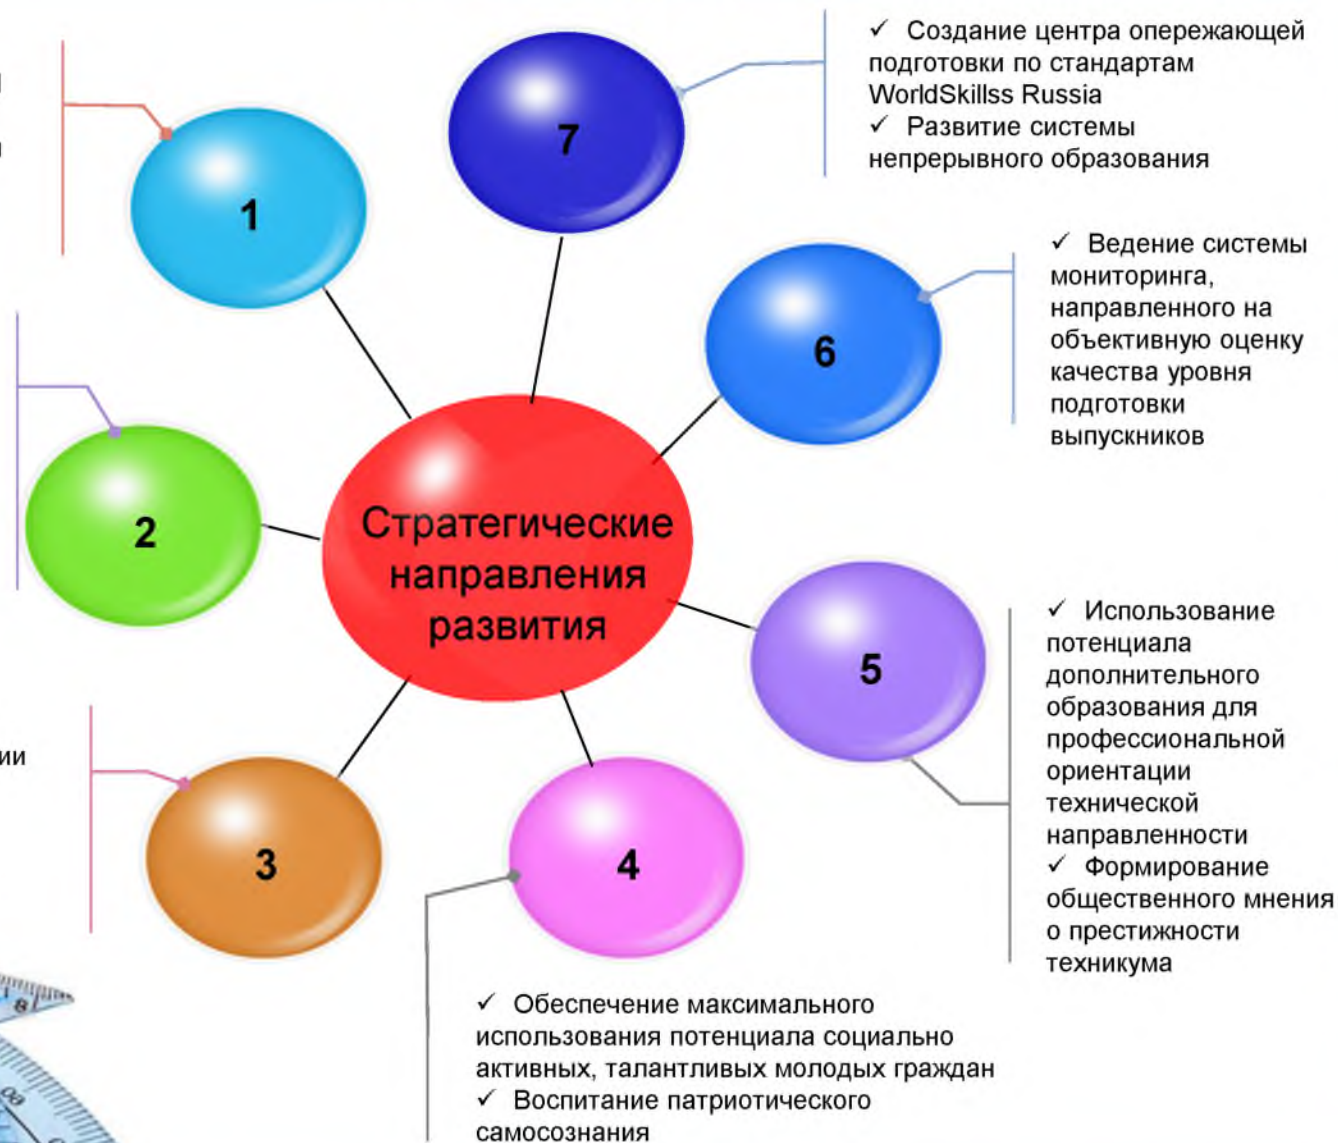 ✓ Создание центра опережающей
подготовки по стандартам
WorldSkillss Russia
✓ Развитие системы
непрерывного образования
7
1
✓ Ведение системы
мониторинга,
направленного на
объективную оценку
качества уровня
подготовки
выпускников
6
2
Стратегические
направления
развития
✓ Использование
потенциала
дополнительного
образования для
профессиональной
ориентации
технической
направленности
✓ Формирование
общественного мнения
о престижности
техникума
5
3
4
✓ Обеспечение максимального
использования потенциала социально
активных, талантливых молодых граждан
✓ Воспитание патриотического
самосознания
8